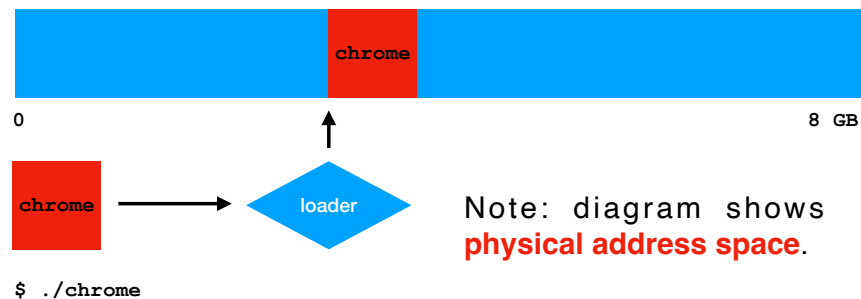 chrome
0
8 GB
chrome
loader
Note: diagram shows
physical address space.
$ ./chrome